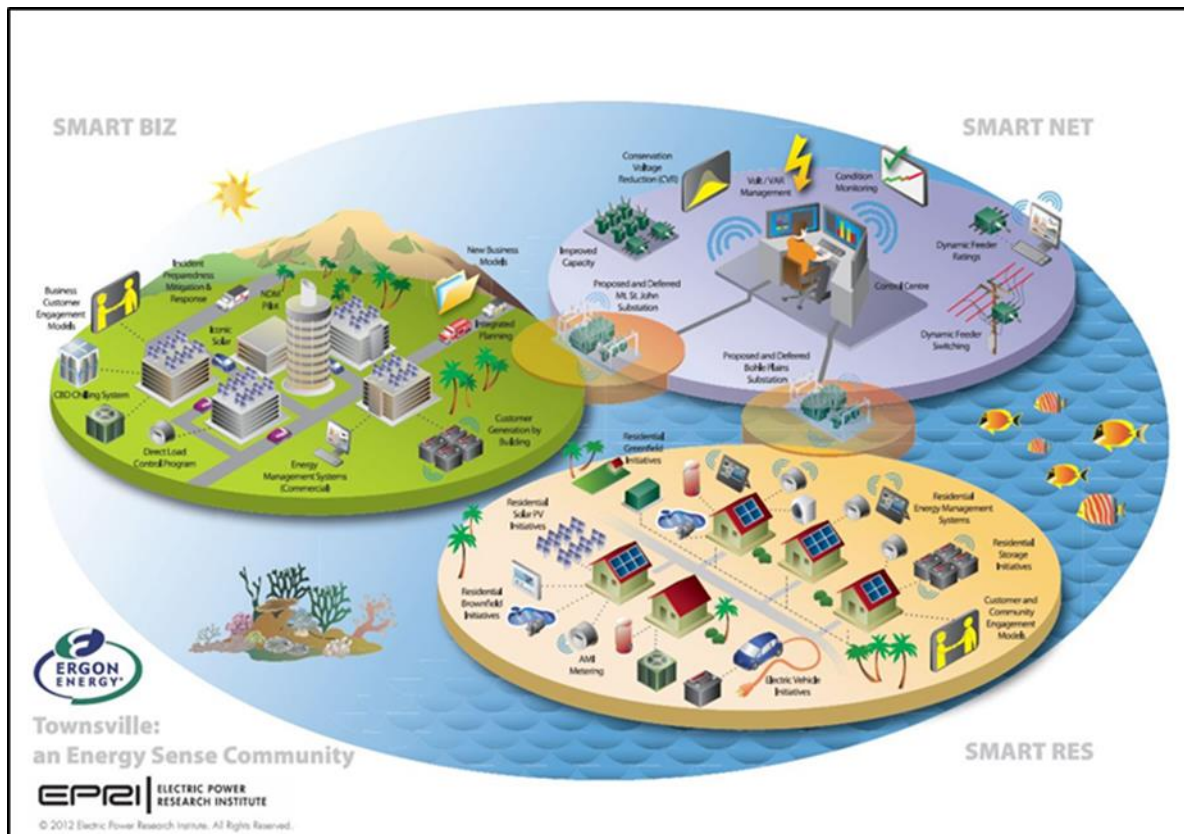 SMART BIZ
SMART NET
Conservation
Voltage
Reduction (CVR)
Volt / VAR
Management
Condition
Monitoring
Improved
Capacity
Dynamic Feeder
Ratings
Control Centre
Dynamic Feeder
Switching
Proposed and Deferred
Mt. St. John
Substation
Proposed and Deferred
Bohle Plains
Substation
Incident
Preparedness
Mitigation &
Response
New Business
Models
Business
Customer
Engagement
Models
NDM
Pilot
Iconic
Solar
Integrated
Planning
CBD Chilling System
Direct Load
Control Program
Energy
Management Systems
(Commercial)
Customer
Generation by
Building
Residential
Greenfield
Initiatives
Residential
Solar PV
Initiatives
Residential
Energy Management
Systems
Residential
Storage
Initiatives
Residential
Brownfield
Initiatives
Customer and
Community
Engagement
Models
AMI
Metering
Electric Vehicle
Initiatives
ERGON
ENERGY®
Townsville:
an Energy Sense Community
SMART RES
EPRI | ELECTRIC POWER
RESEARCH INSTITUTE
© 2012 Electric Power Research Institute. All Rights Reserved.